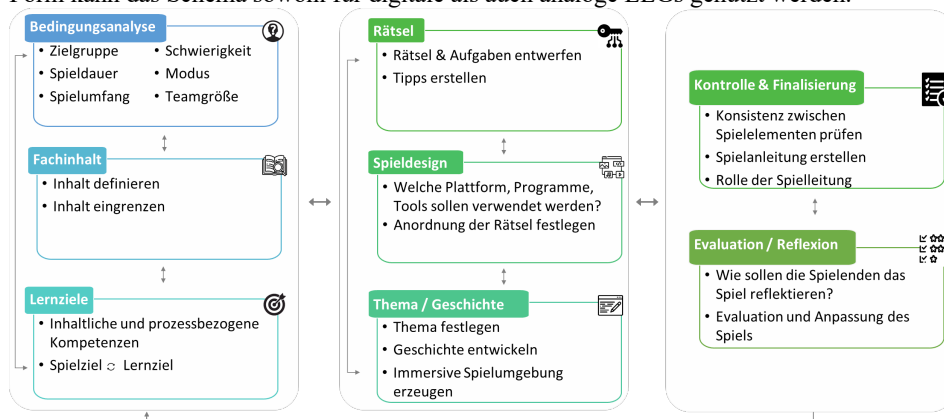 Form kann das Schema sowohl für digitale als auch analoge EEGs genutzt werden.
Bedingungsanalyse
• Zielgruppe
• Spieldauer
• Spielumfang
• Schwierigkeit
• Modus
• Teamgröße
Fachinhalt
• Inhalt definieren
• Inhalt eingrenzen
Lernziele
• Inhaltliche und prozessbezogene
Kompetenzen
• Spielziel Lernziel
Rätsel
• Rätsel & Aufgaben entwerfen
• Tipps erstellen
Spieldesign
• Welche Plattform, Programme,
Tools sollen verwendet werden?
• Anordnung der Rätsel festlegen
Thema / Geschichte
• Thema festlegen
• Geschichte entwickeln
• Immersive Spielumgebung
erzeugen
Kontrolle & Finalisierung
• Konsistenz zwischen
Spielelementen prüfen
• Spielanleitung erstellen
• Rolle der Spielleitung
Evaluation / Reflexion
• Wie sollen die Spielenden das
Spiel reflektieren?
• Evaluation und Anpassung des
Spiels